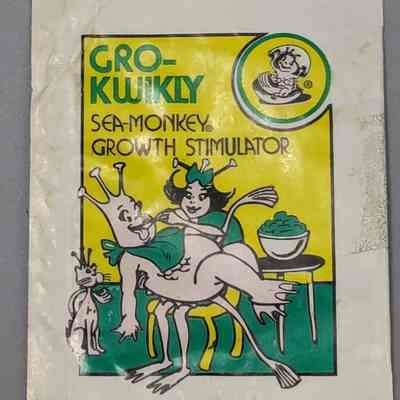 GRO-
KWIKLY
SEA-MONKEY®
GROWTH STIMULATOR
®